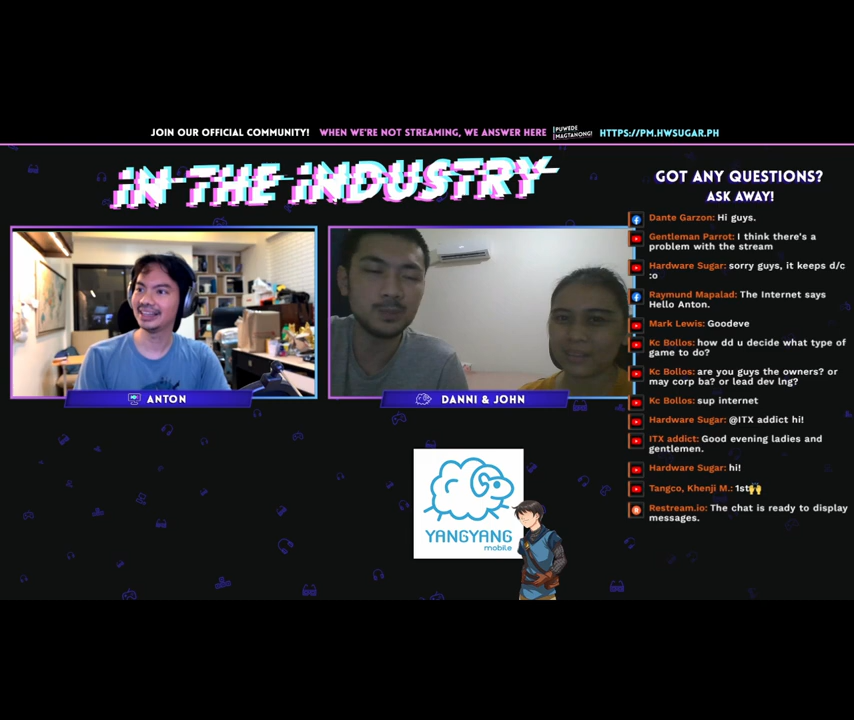 JOIN OUR OFFICIAL COMMUNITY! WHEN WE'RE NOT STREAMING, WE ANSWER HERE PUWEDE MAGTANONG! HTTPS://PM.HWSUGAR.PH
iN THE iNDUSTRY
GOT ANY QUESTIONS?
ASK AWAY!
Dante Garzon: Hi guys.
Gentleman Parrot: I think there's a
problem with the stream
Hardware Sugar: sorry guys, it keeps d/c
:o
Raymund Mapalad: The Internet says
Hello Anton.
Mark Lewis: Goodeve
Kc Bollos: how dd u decide what type of
game to do?
Kc Bollos: are you guys the owners? or
may corp ba? or lead dev lng?
Kc Bollos: sup internet
Hardware Sugar: @ITX addict hi!
ITX addict: Good evening ladies and
gentlemen.
Hardware Sugar: hi!
Tangco, Khenji M.: 1st🙌
Restream.io: The chat is ready to display
messages.
ANTON
DANNI & JOHN
YANGYANG
mobile